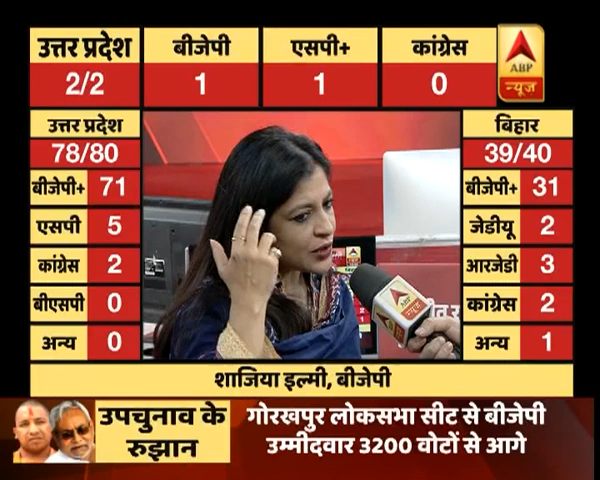 उत्तर प्रदेश बीजेपी एसपी+ कांग्रेस
2/2 1 1 0
ABP
न्यूज़
उत्तर प्रदेश
78/80
बीजेपी+ 71
एसपी 5
कांग्रेस 2
बीएसपी 0
अन्य 0
ABP
न्यूज़
बिहार
39/40
बीजेपी+ 31
जेडीयू 2
आरजेडी 3
कांग्रेस 2
अन्य 1
शाजिया इल्मी, बीजेपी
उपचुनाव के
रुझान
गोरखपुर लोकसभा सीट से बीजेपी
उम्मीदवार 3200 वोटों से आगे